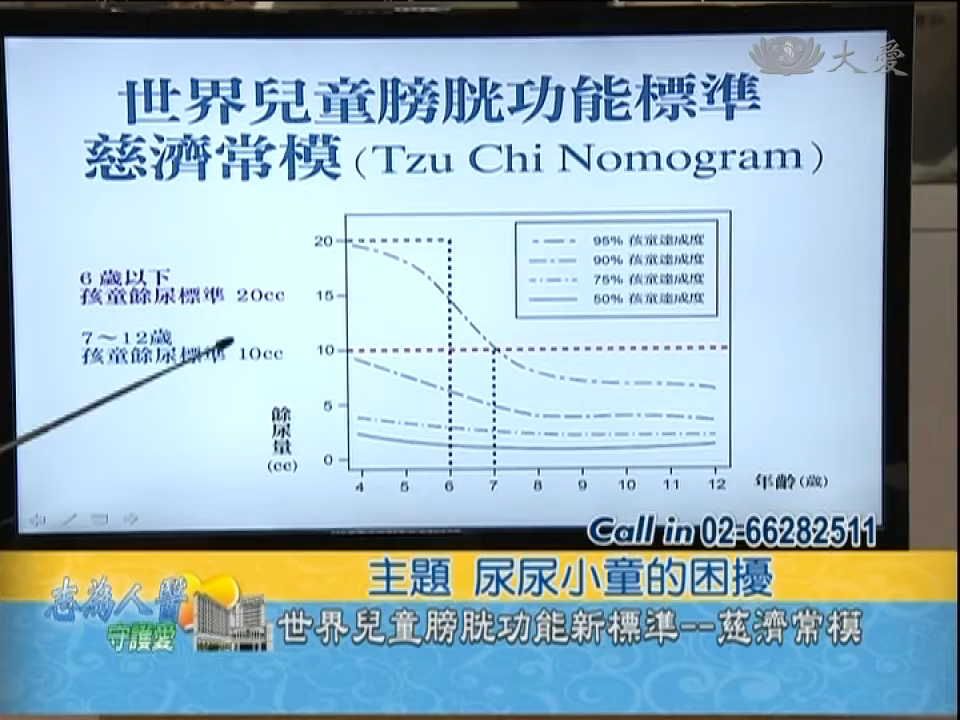 大愛
世界兒童膀胱功能標準
慈濟常模(Tzu Chi Nomogram)
95% 孩童達成度
90% 孩童達成度
75% 孩童達成度
50% 孩童達成度
6歲以下
孩童餘尿標準 20cc
7～12歲
孩童餘尿標準 10cc
餘尿量(cc)
20
15
10
5
0
4 5 6 7 8 9 10 11 12
年齡(歲)
Call in 02-66282511
主題 尿尿小童的困擾
志為人醫
守護愛
世界兒童膀胱功能新標準--慈濟常模